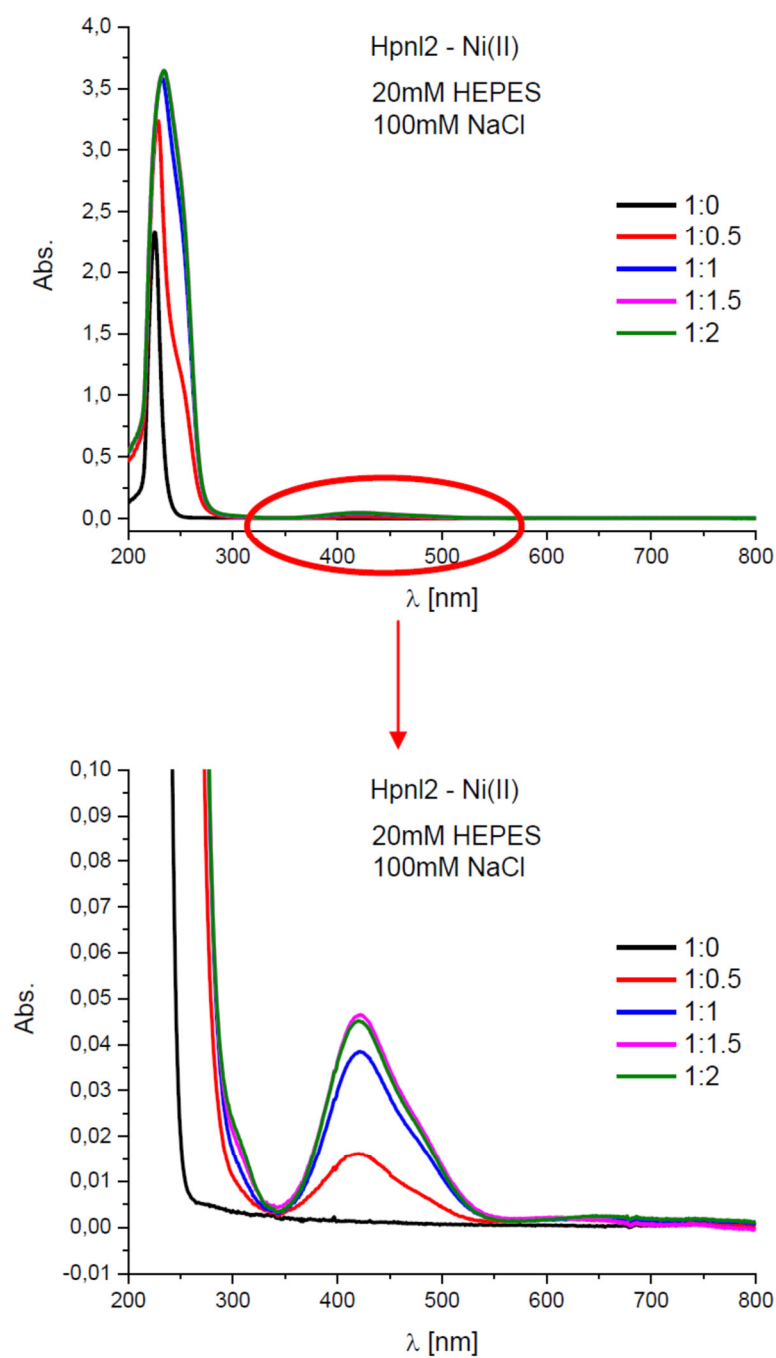 4,0
3,5
3,0
2,5
2,0
1,5
1,0
0,5
0,0
Abs.
Hpnl2 - Ni(II)
20mM HEPES
100mM NaCl
1:0
1:0.5
1:1
1:1.5
1:2
200 300 400 500 600 700 800
λ [nm]
0,10
0,09
0,08
0,07
0,06
0,05
0,04
0,03
0,02
0,01
0,00
-0,01
Abs.
Hpnl2 - Ni(II)
20mM HEPES
100mM NaCl
1:0
1:0.5
1:1
1:1.5
1:2
200 300 400 500 600 700 800
λ [nm]